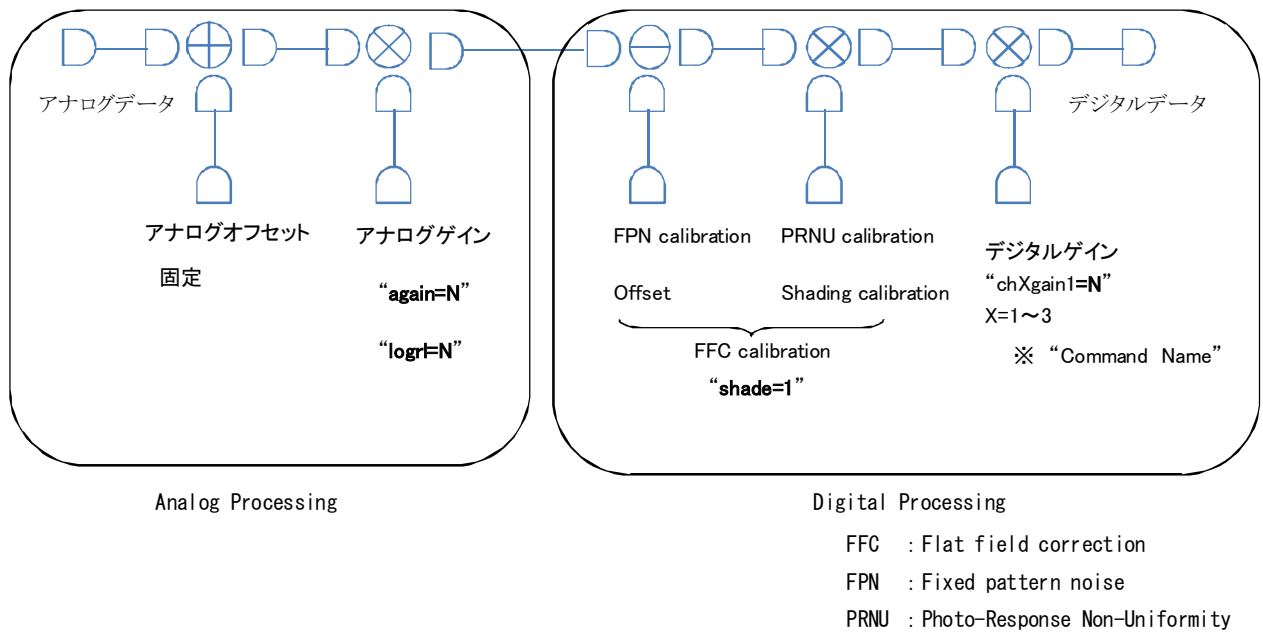 アナログデータ
アナログオフセット
固定
アナログゲイン
“again=N”
“logrl=N”
デジタルデータ
FPN calibration
Offset
PRNU calibration
Shading calibration
FFC calibration
“shade=1”
デジタルゲイン
“chXgain1=N”
X=1～3
※ “Command Name”
Analog Processing
Digital Processing
FFC : Flat field correction
FPN : Fixed pattern noise
PRNU : Photo-Response Non-Uniformity